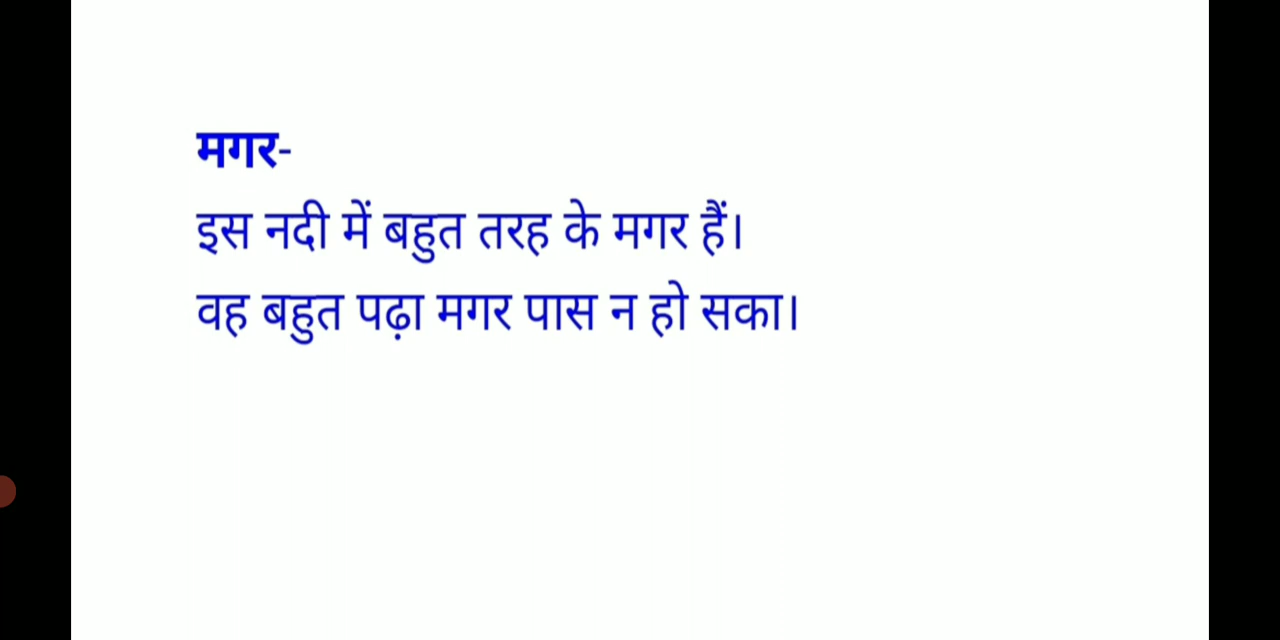 मगर-
इस नदी में बहुत तरह के मगर हैं।
वह बहुत पढ़ा मगर पास न हो सका।